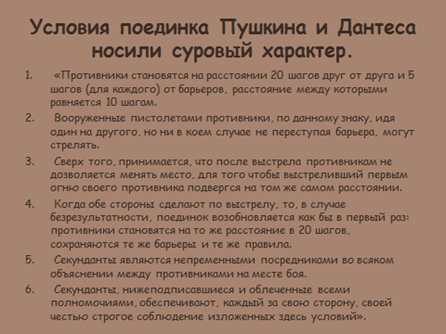 Условия поединка Пушкина и Дантеса
носили суровый характер.
1. «Противники становятся на расстоянии 20 шагов друг от друга и 5
шагов (для каждого) от барьеров, расстояние между которыми
равняется 10 шагам.
2. Вооруженные пистолетами противники, по данному знаку, идя
один на другого, но ни в коем случае не переступая барьера, могут
стрелять.
3. Сверх того, принимается, что после выстрела противникам не
дозволяется менять место, для того чтобы выстреливший первым
огню своего противника подвергся на том же самом расстоянии.
4. Когда обе стороны сделают по выстрелу, то, в случае
безрезультатности, поединок возобновляется как бы в первый раз:
противники становятся на то же расстояние в 20 шагов,
сохраняются те же барьеры и те же правила.
5. Секунданты являются непременными посредниками во всяком
объяснении между противниками на месте боя.
6. Секунданты, нижеподписавшиеся и облеченные всеми
полномочиями, обеспечивают, каждый за свою сторону, своей
честью строгое соблюдение изложенных здесь условий».